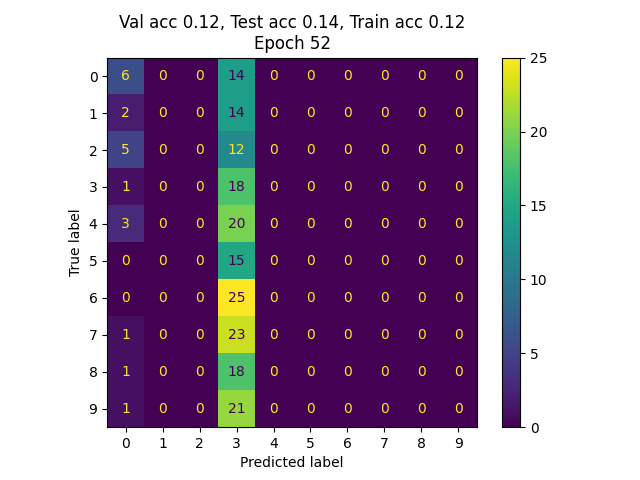 Val acc 0.12, Test acc 0.14, Train acc 0.12
Epoch 52
0 6 0 0 14 0 0 0 0 0 0
1 2 0 0 14 0 0 0 0 0 0
2 5 0 0 12 0 0 0 0 0 0
3 1 0 0 18 0 0 0 0 0 0
4 3 0 0 20 0 0 0 0 0 0
5 0 0 0 15 0 0 0 0 0 0
6 0 0 0 25 0 0 0 0 0 0
7 1 0 0 23 0 0 0 0 0 0
8 1 0 0 18 0 0 0 0 0 0
9 1 0 0 21 0 0 0 0 0 0
0 1 2 3 4 5 6 7 8 9
Predicted label
True label
25
20
15
10
5
0